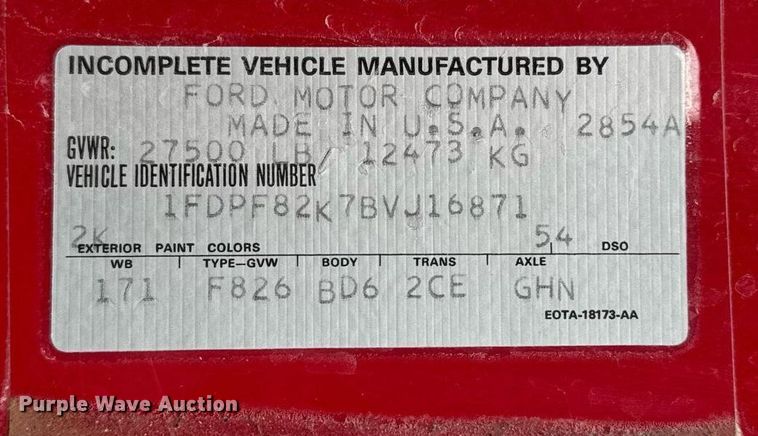 INCOMPLETE VEHICLE MANUFACTURED BY
FORD MOTOR COMPANY
MADE IN U.S.A. 2854A
GVWR: 27500 LB/ 12473 KG
VEHICLE IDENTIFICATION NUMBER
1FDPF82K7BVJ16871
2K 54
EXTERIOR PAINT COLORS DSO
WB TYPE-GVW BODY TRANS AXLE
171 F826 BD6 2CE GHN
EOTA-18173-AA
Purple Wave Auction